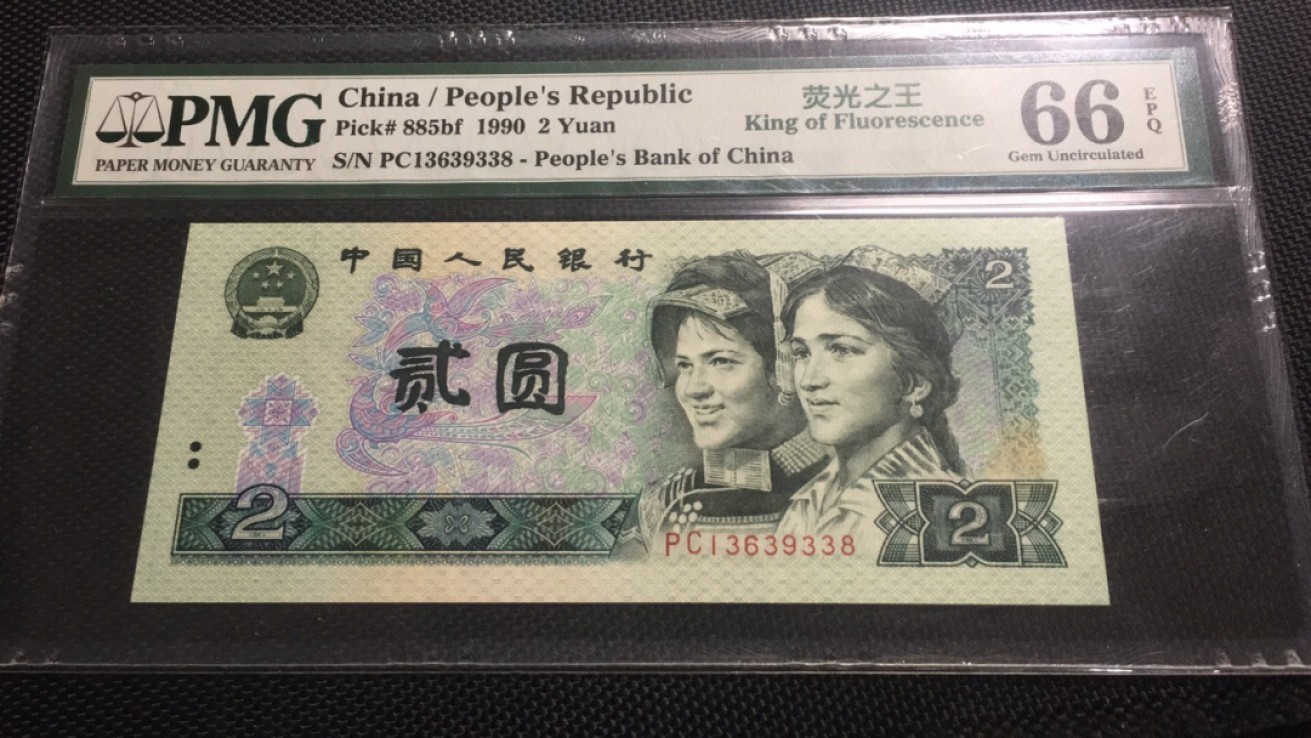 PMG
PAPER MONEY GUARANTY
China / People's Republic
Pick# 885bf 1990 2 Yuan
S/N PC13639338 - People's Bank of China
荧光之王
King of Fluorescence
66
EPQ
Gem Uncirculated
中国人民银行
2
贰圆
2
2
PC13639338